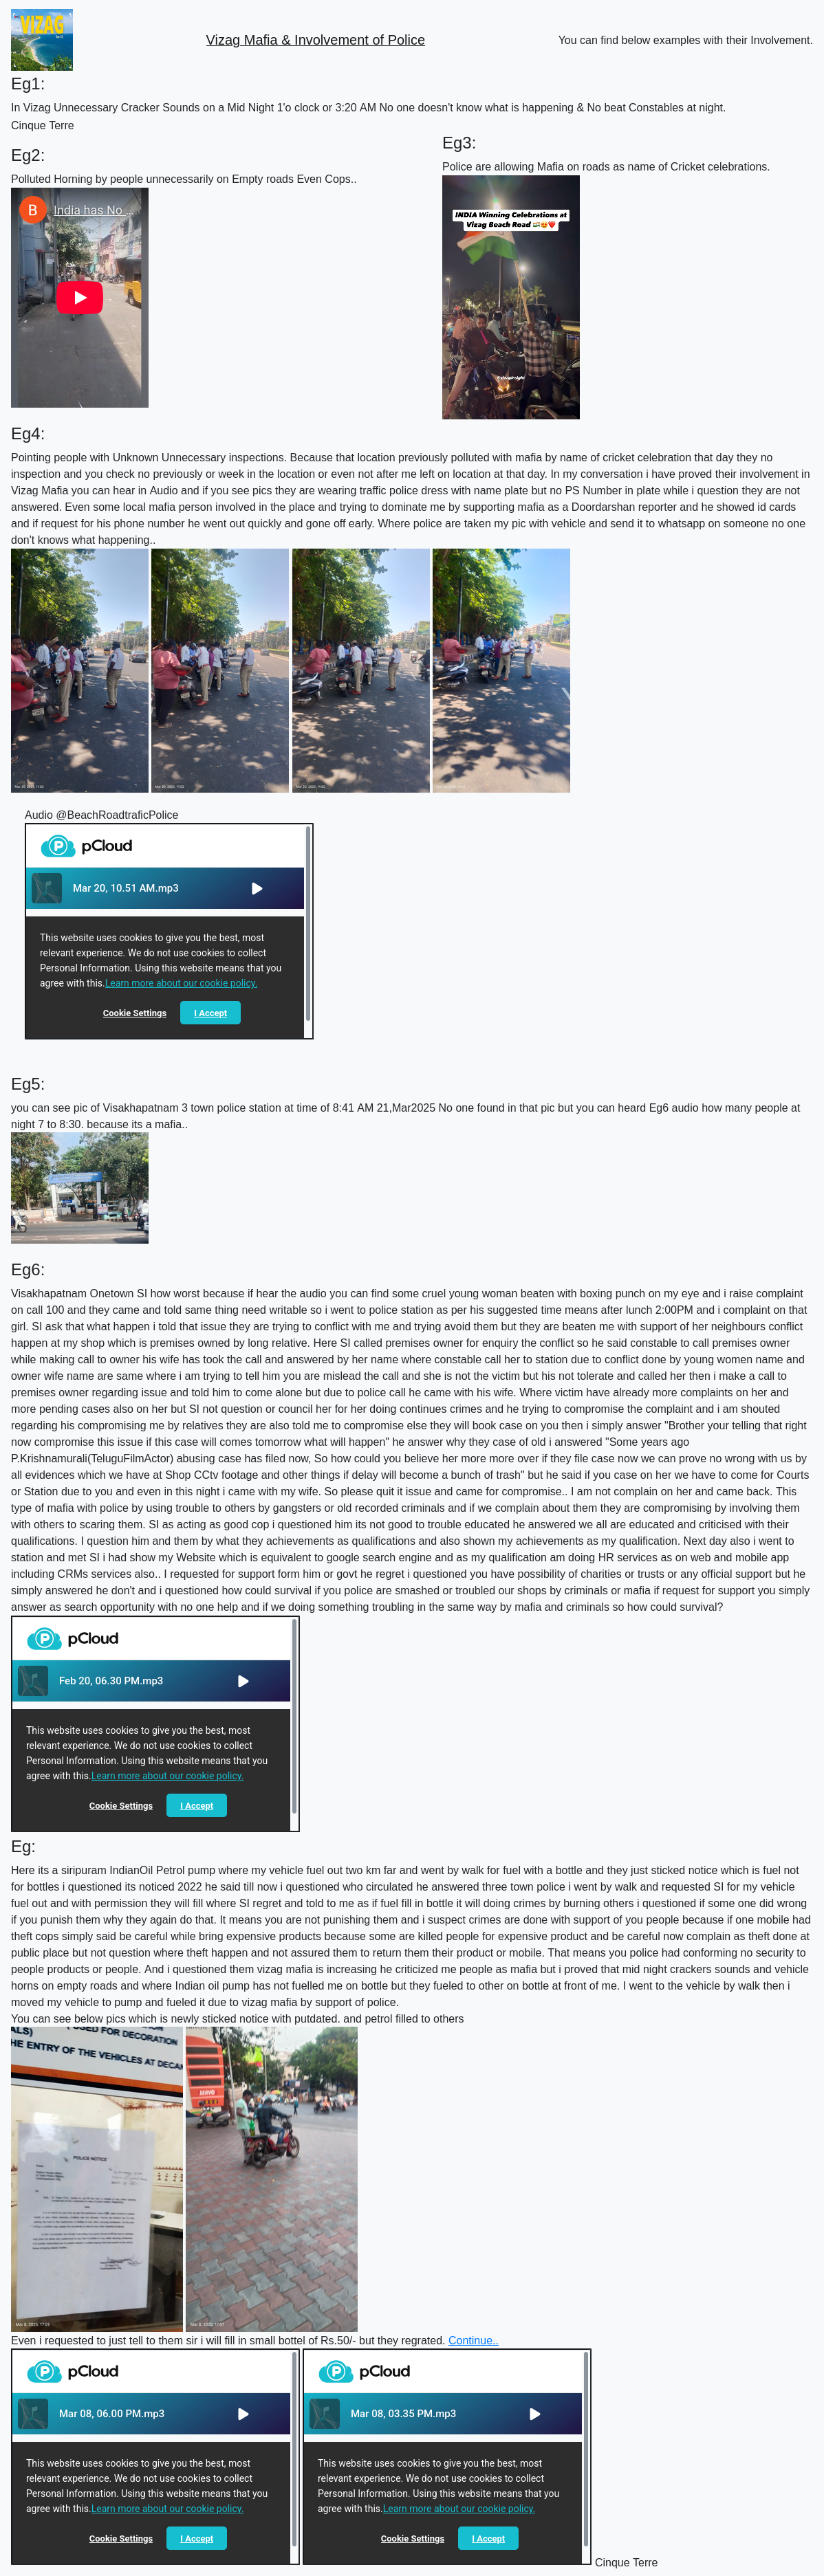 VIZAG
Vizag Mafia & Involvement of Police
You can find below examples with their Involvement.
Eg1:
In Vizag Unnecessary Cracker Sounds on a Mid Night 1'o clock or 3:20 AM No one doesn't know what is happening & No beat Constables at night.
Cinque Terre
Eg2:
Polluted Horning by people unnecessarily on Empty roads Even Cops..
B
India has No ...
Eg3:
Police are allowing Mafia on roads as name of Cricket celebrations.
INDIA Winning Celebrations at
Vizag Beach Road
Eg4:
Pointing people with Unknown Unnecessary inspections. Because that location previously polluted with mafia by name of cricket celebration that day they no
inspection and you check no previously or week in the location or even not after me left on location at that day. In my conversation i have proved their involvement in
Vizag Mafia you can hear in Audio and if you see pics they are wearing traffic police dress with name plate but no PS Number in plate while i question they are not
answered. Even some local mafia person involved in the place and trying to dominate me by supporting mafia as a Doordarshan reporter and he showed id cards
and if request for his phone number he went out quickly and gone off early. Where police are taken my pic with vehicle and send it to whatsapp on someone no one
don't knows what happening..
Audio @BeachRoadtraficPolice
pCloud
Mar 20, 10.51 AM.mp3
This website uses cookies to give you the best, most
relevant experience. We do not use cookies to collect
Personal Information. Using this website means that you
agree with this.Learn more about our cookie policy.
Cookie Settings
I Accept
Eg5:
you can see pic of Visakhapatnam 3 town police station at time of 8:41 AM 21,Mar2025 No one found in that pic but you can heard Eg6 audio how many people at
night 7 to 8:30. because its a mafia..
Eg6:
Visakhapatnam Onetown SI how worst because if hear the audio you can find some cruel young woman beaten with boxing punch on my eye and i raise complaint
on call 100 and they came and told same thing need writable so i went to police station as per his suggested time means after lunch 2:00PM and i complaint on that
girl. SI ask that what happen i told that issue they are trying to conflict with me and trying avoid them but they are beaten me with support of her neighbours conflict
happen at my shop which is premises owned by long relative. Here SI called premises owner for enquiry the conflict so he said constable to call premises owner
while making call to owner his wife has took the call and answered by her name where constable call her to station due to conflict done by young women name and
owner wife name are same where i am trying to tell him you are mislead the call and she is not the victim but his not tolerate and called her then i make a call to
premises owner regarding issue and told him to come alone but due to police call he came with his wife. Where victim have already more complaints on her and
more pending cases also on her but SI not question or council her for her doing continues crimes and he trying to compromise the complaint and i am shouted
regarding his compromising me by relatives they are also told me to compromise else they will book case on you then i simply answer "Brother your telling that right
now compromise this issue if this case will comes tomorrow what will happen" he answer why they case of old i answered "Some years ago
P.Krishnamurali(TeluguFilmActor) abusing case has filed now, So how could you believe her more more over if they file case now we can prove no wrong with us by
all evidences which we have at Shop CCtv footage and other things if delay will become a bunch of trash" but he said if you case on her we have to come for Courts
or Station due to you and even in this night i came with my wife. So please quit it issue and came for compromise.. I am not complain on her and came back. This
type of mafia with police by using trouble to others by gangsters or old recorded criminals and if we complain about them they are compromising by involving them
with others to scaring them. SI as acting as good cop i questioned him its not good to trouble educated he answered we all are educated and criticised with their
qualifications. I question him and them by what they achievements as qualifications and also shown my achievements as my qualification. Next day also i went to
station and met SI i had show my Website which is equivalent to google search engine and as my qualification am doing HR services as on web and mobile app
including CRMs services also.. I requested for support form him or govt he regret i questioned you have possibility of charities or trusts or any official support but he
simply answered he don't and i questioned how could survival if you police are smashed or troubled our shops by criminals or mafia if request for support you simply
answer as search opportunity with no one help and if we doing something troubling in the same way by mafia and criminals so how could survival?
pCloud
Feb 20, 06.30 PM.mp3
This website uses cookies to give you the best, most
relevant experience. We do not use cookies to collect
Personal Information. Using this website means that you
agree with this.Learn more about our cookie policy.
Cookie Settings
I Accept
Eg:
Here its a siripuram IndianOil Petrol pump where my vehicle fuel out two km far and went by walk for fuel with a bottle and they just sticked notice which is fuel not
for bottles i questioned its noticed 2022 he said till now i questioned who circulated he answered three town police i went by walk and requested SI for my vehicle
fuel out and with permission they will fill where SI regret and told to me as if fuel fill in bottle it will doing crimes by burning others i questioned if some one did wrong
if you punish them why they again do that. It means you are not punishing them and i suspect crimes are done with support of you people because if one mobile had
theft cops simply said be careful while bring expensive products because some are killed people for expensive product and be careful now complain as theft done at
public place but not question where theft happen and not assured them to return them their product or mobile. That means you police had conforming no security to
people products or people. And i questioned them vizag mafia is increasing he criticized me people as mafia but i proved that mid night crackers sounds and vehicle
horns on empty roads and where Indian oil pump has not fuelled me on bottle but they fueled to other on bottle at front of me. I went to the vehicle by walk then i
moved my vehicle to pump and fueled it due to vizag mafia by support of police.
You can see below pics which is newly sticked notice with putdated. and petrol filled to others
USED FOR DECORATION
ALS)
HE ENTRY OF THE VEHICLES AT DECAN
POLICE NOTICE
SERVO
Even i requested to just tell to them sir i will fill in small bottel of Rs.50/- but they regrated. Continue..
pCloud
Mar 08, 06.00 PM.mp3
This website uses cookies to give you the best, most
relevant experience. We do not use cookies to collect
Personal Information. Using this website means that you
agree with this.Learn more about our cookie policy.
Cookie Settings
I Accept
pCloud
Mar 08, 03.35 PM.mp3
This website uses cookies to give you the best, most
relevant experience. We do not use cookies to collect
Personal Information. Using this website means that you
agree with this.Learn more about our cookie policy.
Cookie Settings
I Accept
Cinque Terre